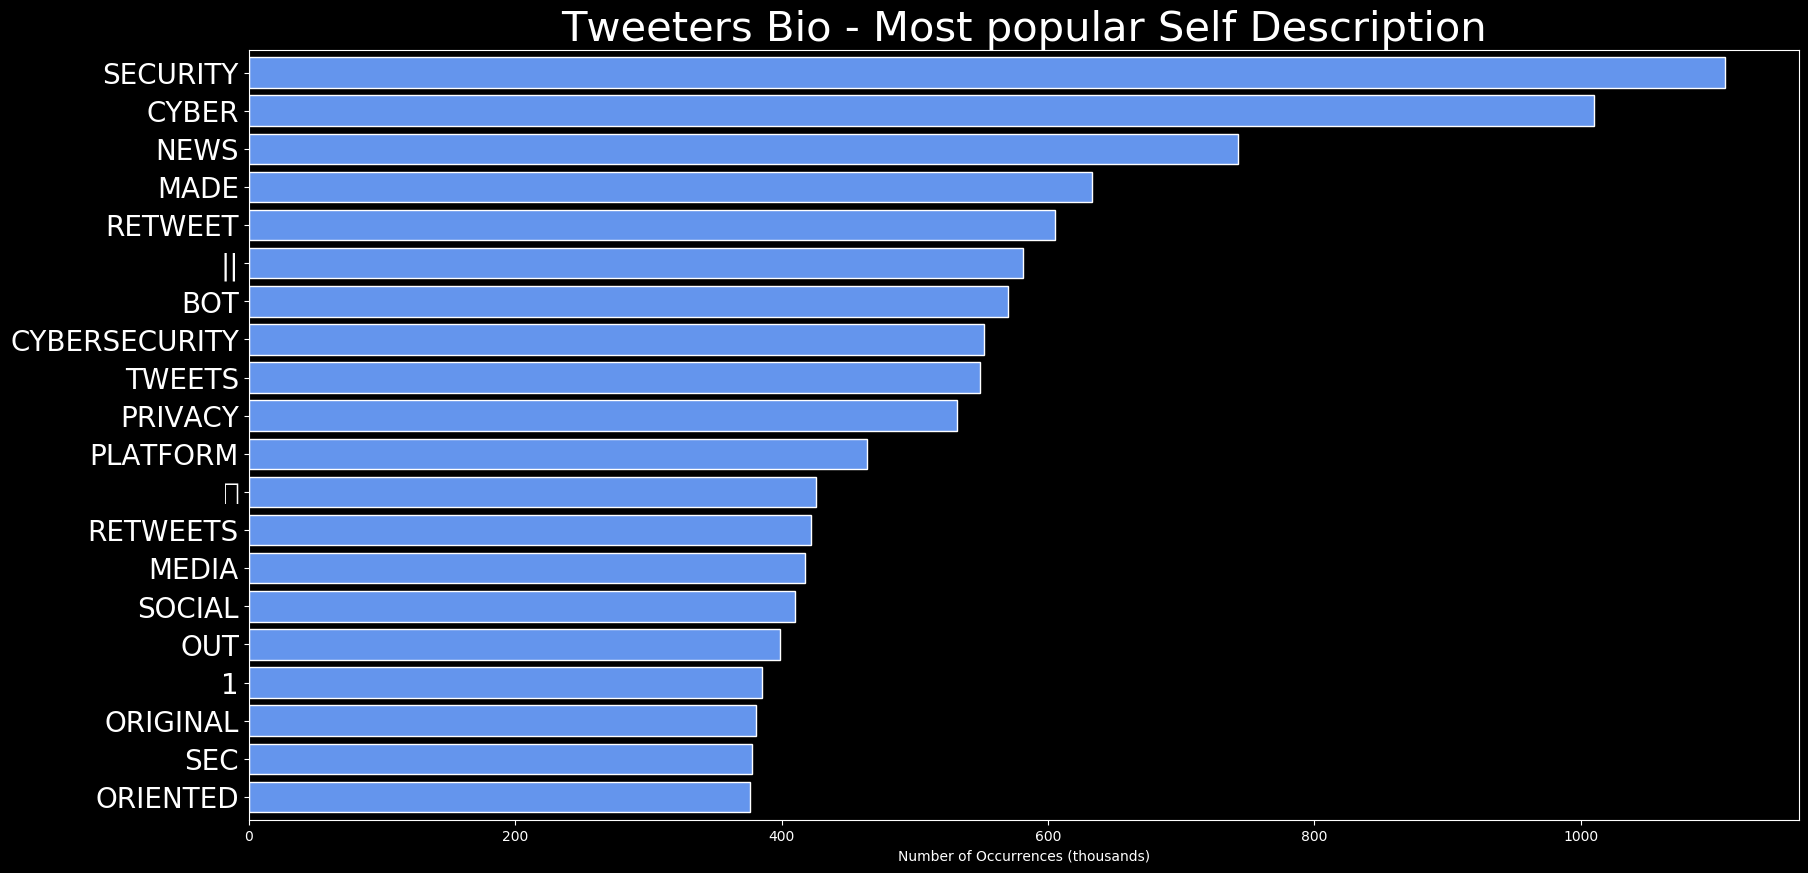 Tweeters Bio - Most popular Self Description
SECURITY
CYBER
NEWS
MADE
RETWEET
||
BOT
CYBERSECURITY
TWEETS
PRIVACY
PLATFORM
RETWEETS
MEDIA
SOCIAL
OUT
1
ORIGINAL
SEC
ORIENTED
0 200 400 600 800 1000
Number of Occurrences (thousands)